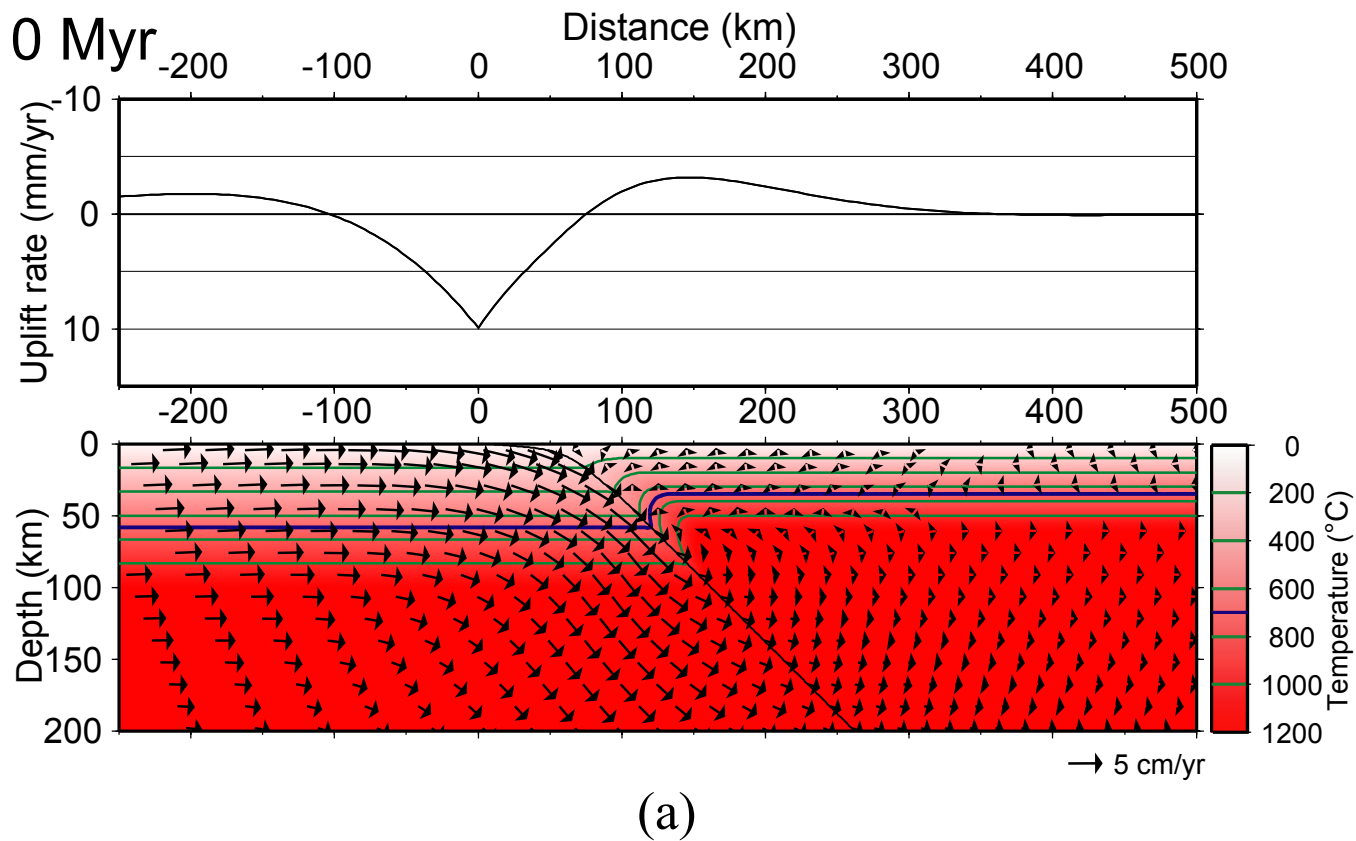 0 Myr
Distance (km)
-200 -100 0 100 200 300 400 500
Uplift rate (mm/yr)
-10
0
10
-200 -100 0 100 200 300 400 500
Depth (km)
0
50
100
150
200
0
200
400
600
800
1000
1200
Temperature (°C)
5 cm/yr
(a)